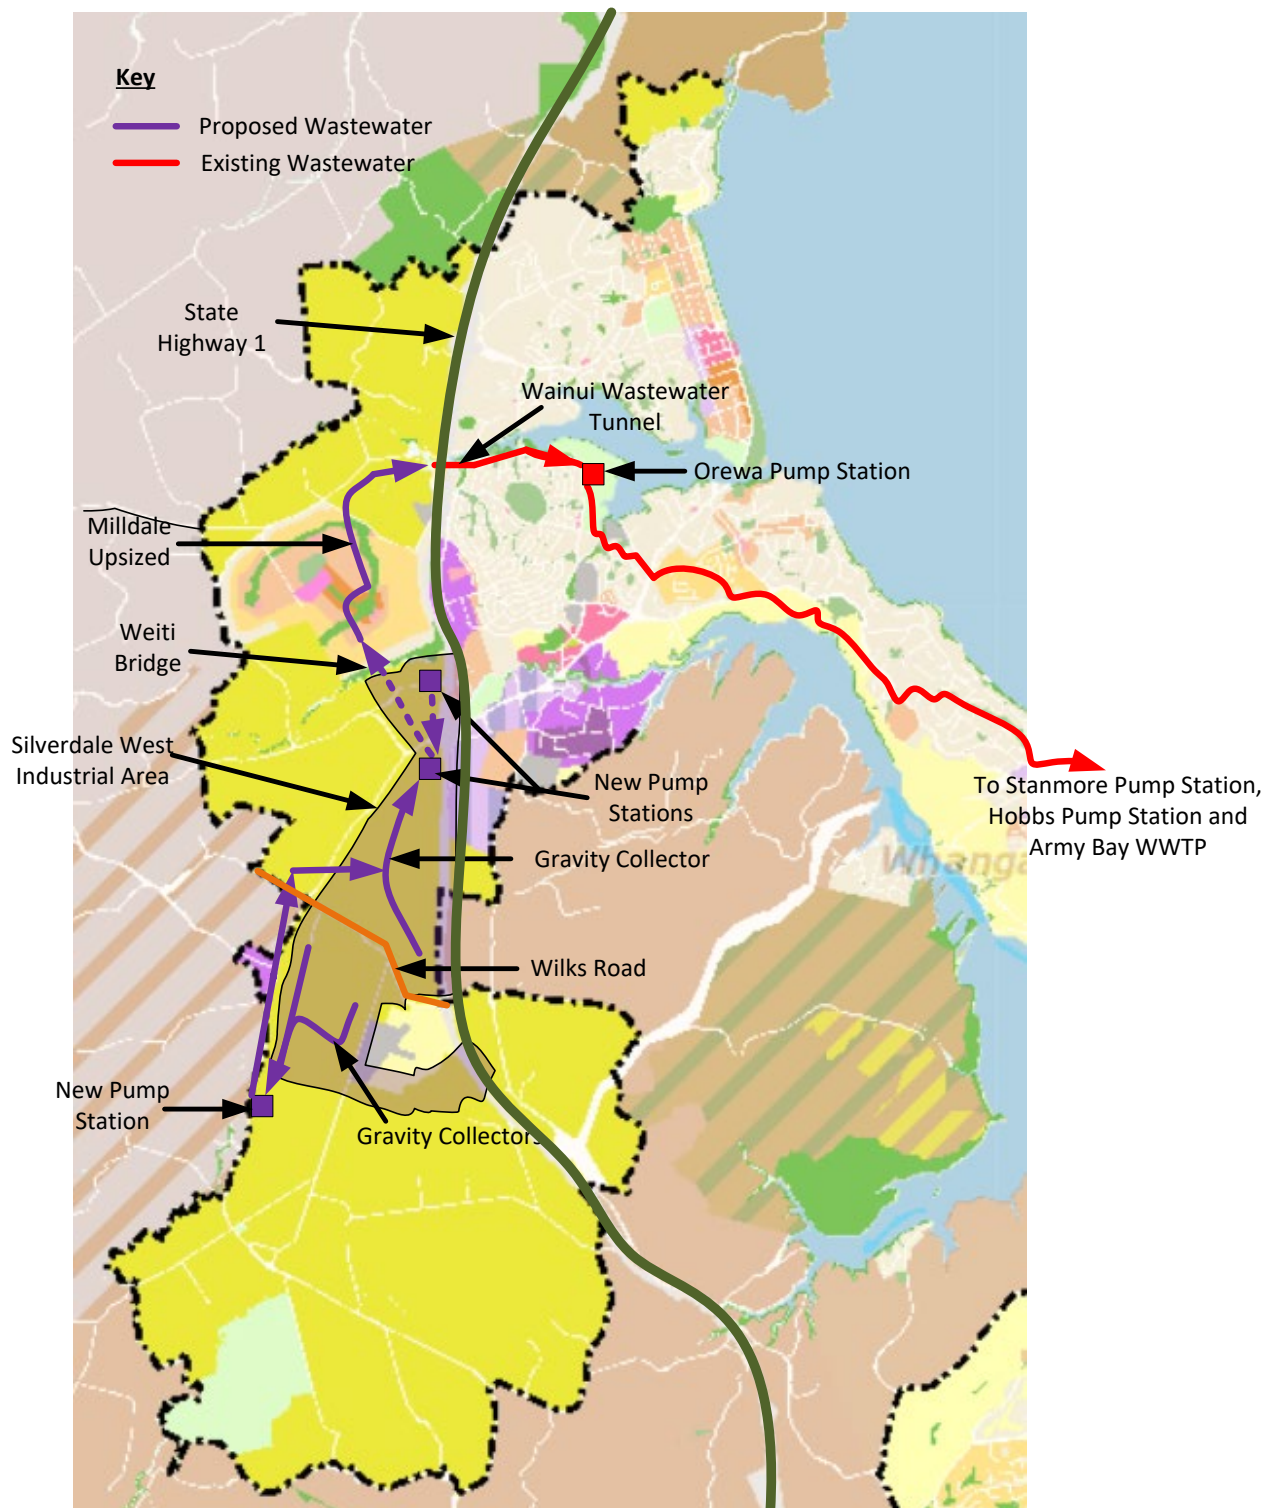 Key
Proposed Wastewater
Existing Wastewater
State
Highway 1
Wainui Wastewater
Tunnel
Orewa Pump Station
Milldale
Upsized
Weiti
Bridge
Silverdale West
Industrial Area
New Pump
Stations
To Stanmore Pump Station,
Hobbs Pump Station and
Army Bay WWTP
Gravity Collector
Whanga
Wilks Road
New Pump
Station
Gravity Collectors